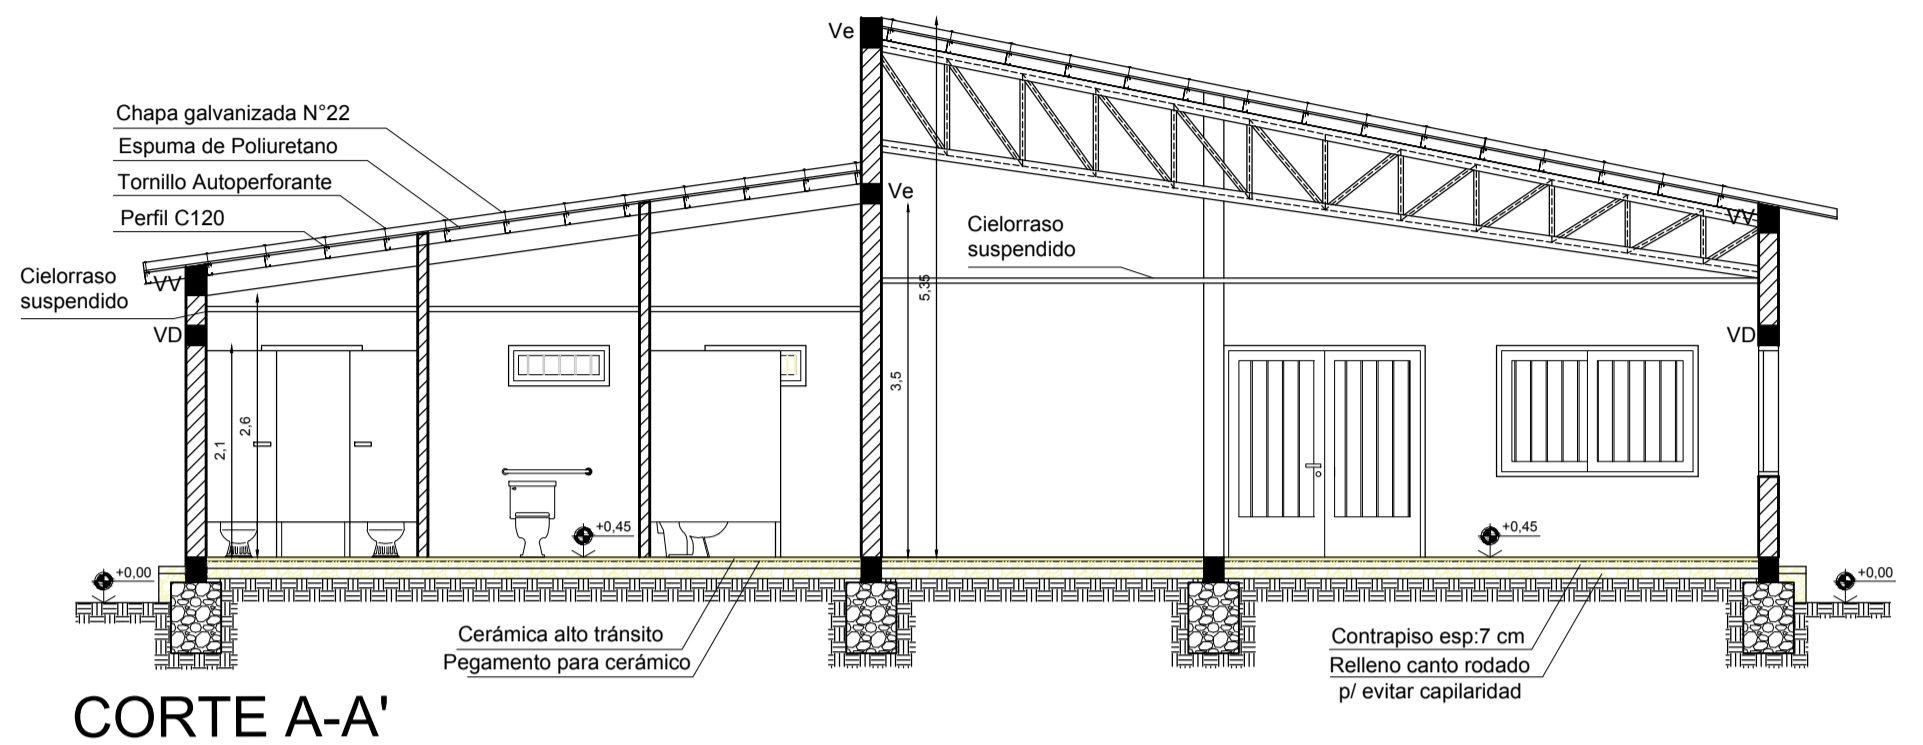 Ve
Chapa galvanizada N°22
Espuma de Poliuretano
Tornillo Autoperforante
Perfil C120
Ve
Cielorraso
suspendido
VV
Cielorraso
suspendido
VV
5,35
VD
VD
3,5
2,6
2,1
+0,45
+0,45
+0,00
+0,00
Cerámica alto tránsito
Pegamento para cerámico
Contrapiso esp:7 cm
Relleno canto rodado
p/ evitar capilaridad
CORTE A-A'